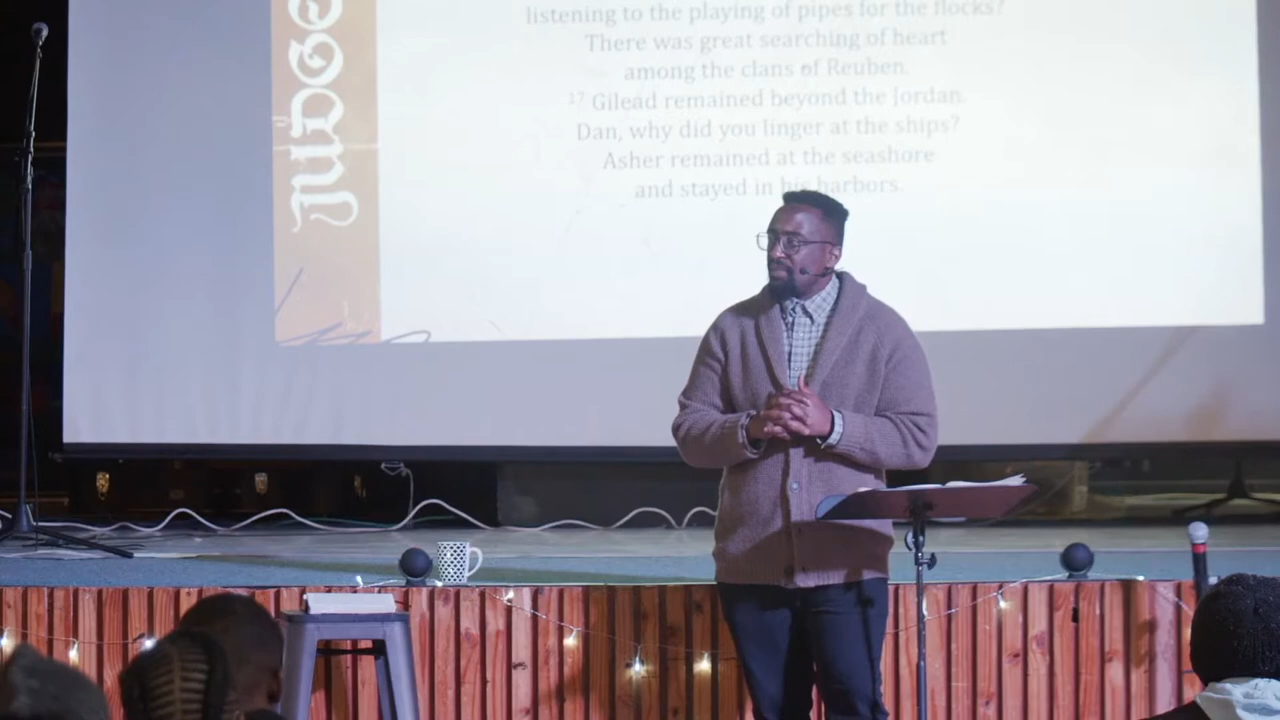 JUDGE
listening to the playing of pipes for the flocks?
There was great searching of heart
among the clans of Reuben.
17 Gilead remained beyond the Jordan.
Dan, why did you linger at the ships?
Asher remained at the seashore
and stayed in his harbors.